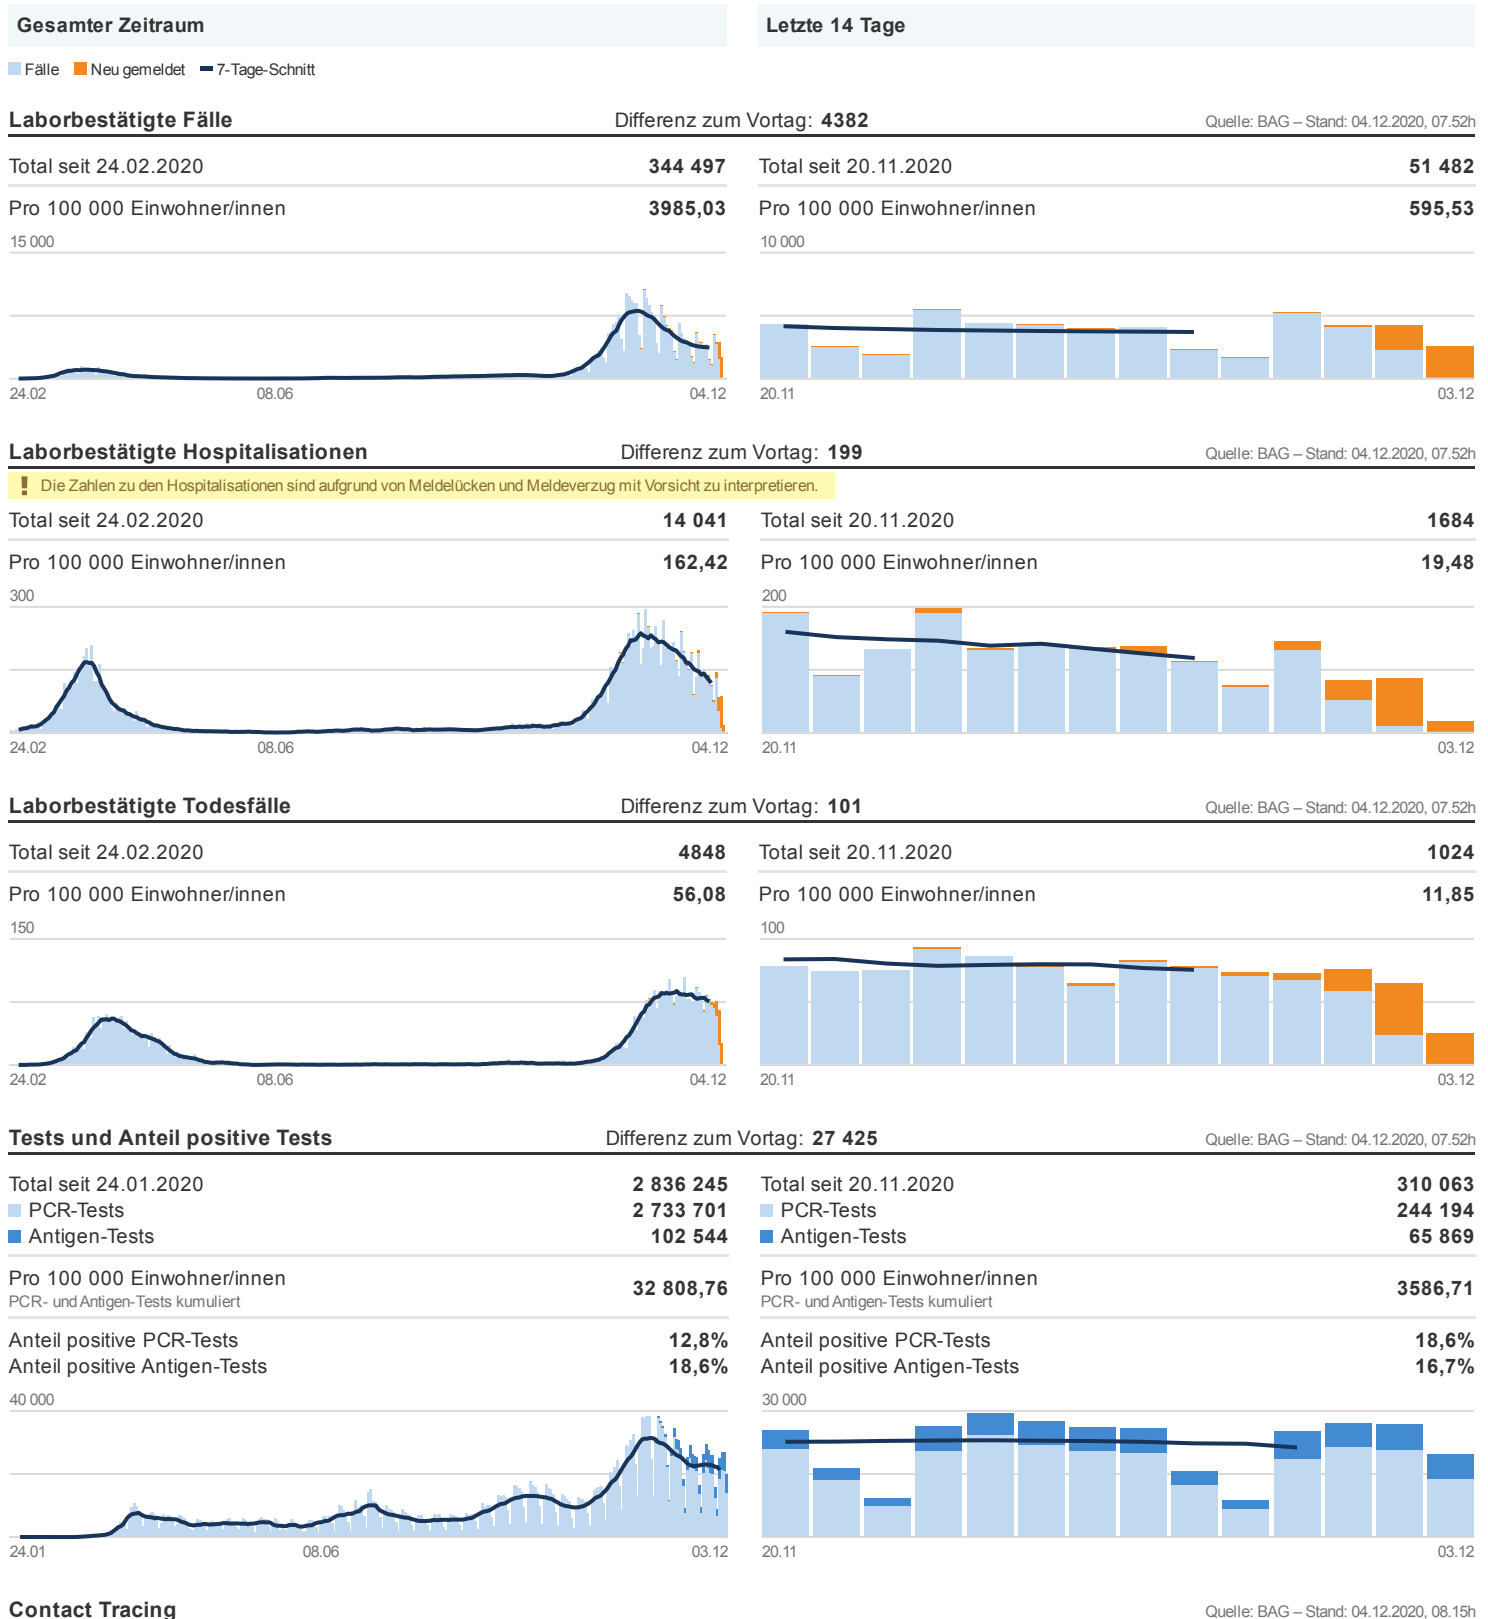 Gesamter Zeitraum
Letzte 14 Tage
Fälle Neu gemeldet 7-Tage-Schnitt
Laborbestätigte Fälle Differenz zum Vortag: 4382 Quelle: BAG – Stand: 04.12.2020, 07.52h
Total seit 24.02.2020 344 497
Pro 100 000 Einwohner/innen 3985,03
15 000
24.02 08.06 04.12
Total seit 20.11.2020 51 482
Pro 100 000 Einwohner/innen 595,53
10 000
20.11 03.12
Laborbestätigte Hospitalisationen Differenz zum Vortag: 199 Quelle: BAG – Stand: 04.12.2020, 07.52h
! Die Zahlen zu den Hospitalisationen sind aufgrund von Meldelücken und Meldeverzug mit Vorsicht zu interpretieren.
Total seit 24.02.2020 14 041
Pro 100 000 Einwohner/innen 162,42
300
24.02 08.06 04.12
Total seit 20.11.2020 1684
Pro 100 000 Einwohner/innen 19,48
200
20.11 03.12
Laborbestätigte Todesfälle Differenz zum Vortag: 101 Quelle: BAG – Stand: 04.12.2020, 07.52h
Total seit 24.02.2020 4848
Pro 100 000 Einwohner/innen 56,08
150
24.02 08.06 04.12
Total seit 20.11.2020 1024
Pro 100 000 Einwohner/innen 11,85
100
20.11 03.12
Tests und Anteil positive Tests Differenz zum Vortag: 27 425 Quelle: BAG – Stand: 04.12.2020, 07.52h
Total seit 24.01.2020 2 836 245
PCR-Tests 2 733 701
Antigen-Tests 102 544
Pro 100 000 Einwohner/innen 32 808,76
PCR- und Antigen-Tests kumuliert
Anteil positive PCR-Tests 12,8%
Anteil positive Antigen-Tests 18,6%
40 000
24.01 08.06 03.12
Total seit 20.11.2020 310 063
PCR-Tests 244 194
Antigen-Tests 65 869
Pro 100 000 Einwohner/innen 3586,71
PCR- und Antigen-Tests kumuliert
Anteil positive PCR-Tests 18,6%
Anteil positive Antigen-Tests 16,7%
30 000
20.11 03.12
Contact Tracing Quelle: BAG – Stand: 04.12.2020, 08.15h